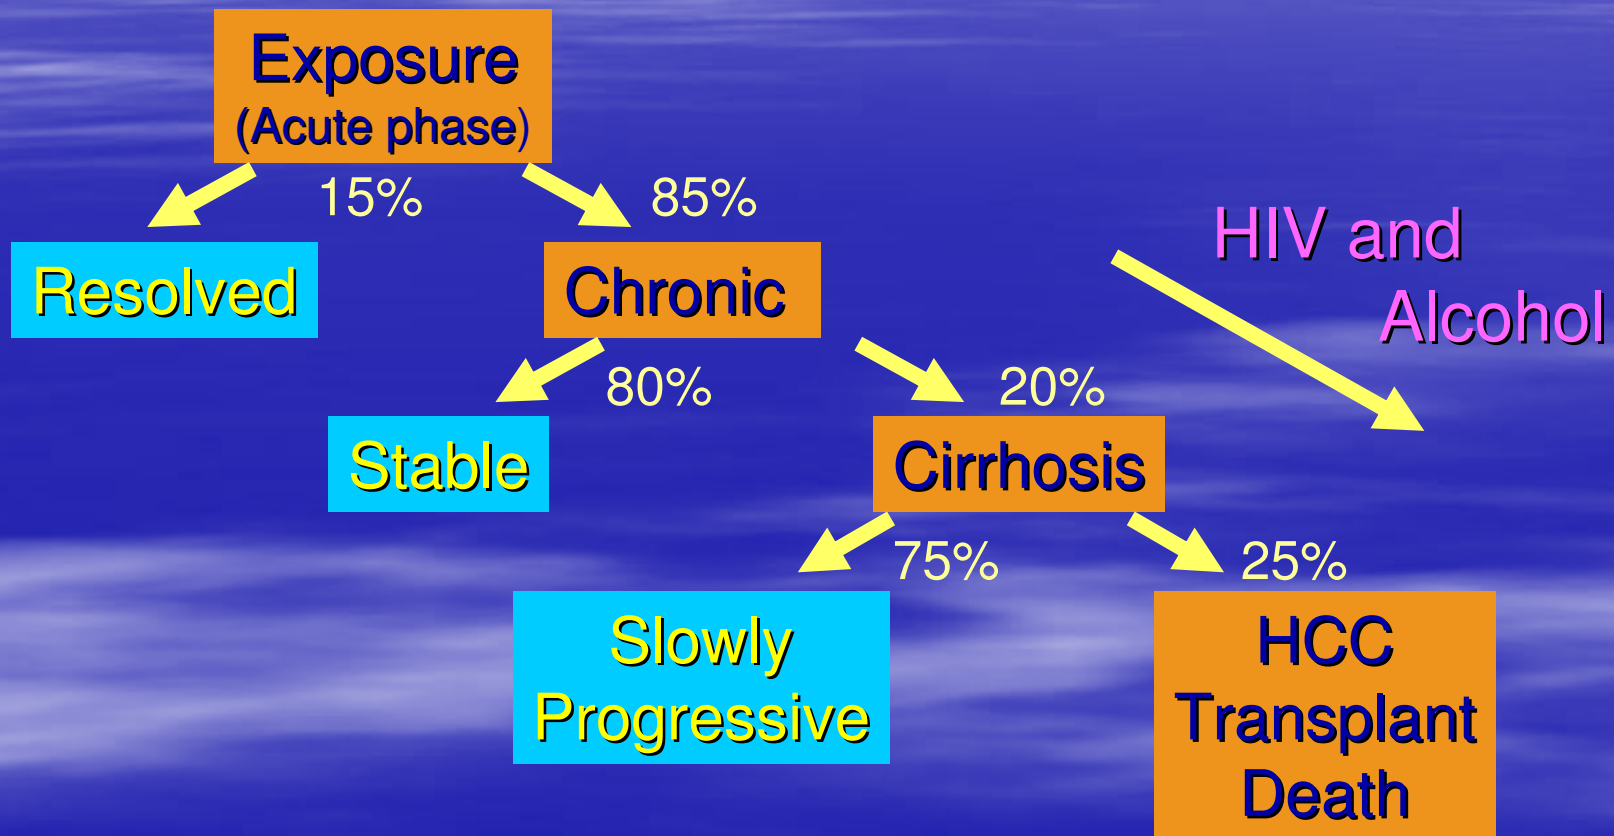 Exposure
(Acute phase)
15%
85%
HIV and
Alcohol
Resolved
Chronic
80%
20%
Stable
Cirrhosis
75%
25%
Slowly
Progressive
HCC
Transplant
Death